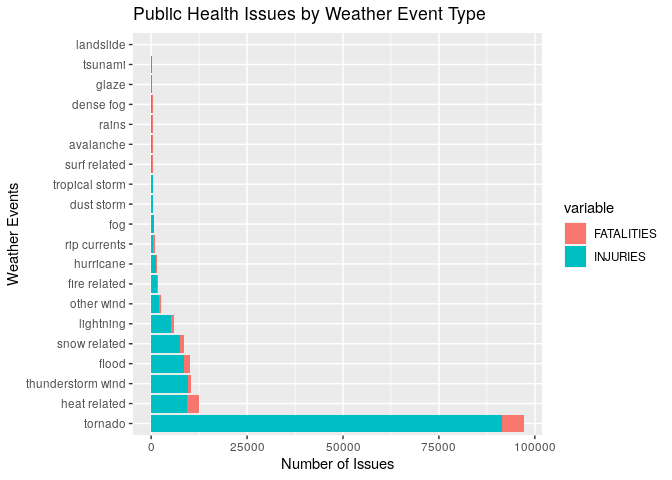 Public Health Issues by Weather Event Type
Weather Events
landslide
tsunami
glaze
dense fog
rains
avalanche
surf related
tropical storm
dust storm
fog
rip currents
hurricane
fire related
other wind
lightning
snow related
flood
thunderstorm wind
heat related
tornado
0 25000 50000 75000 100000
Number of Issues
variable
FATALITIES
INJURIES